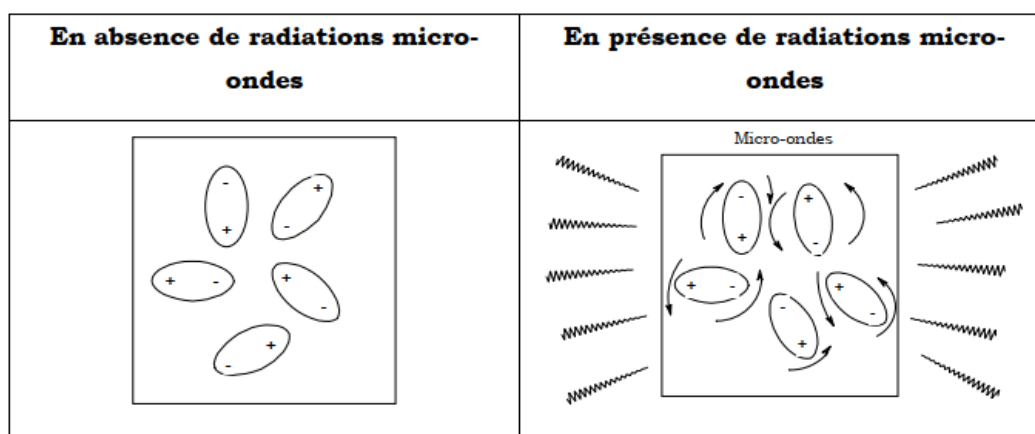 En absence de radiations micro-
ondes
En présence de radiations micro-
ondes
Micro-ondes
- +
+ -
+ - +
-
+
-
- +
+ -
+ - - + -
+